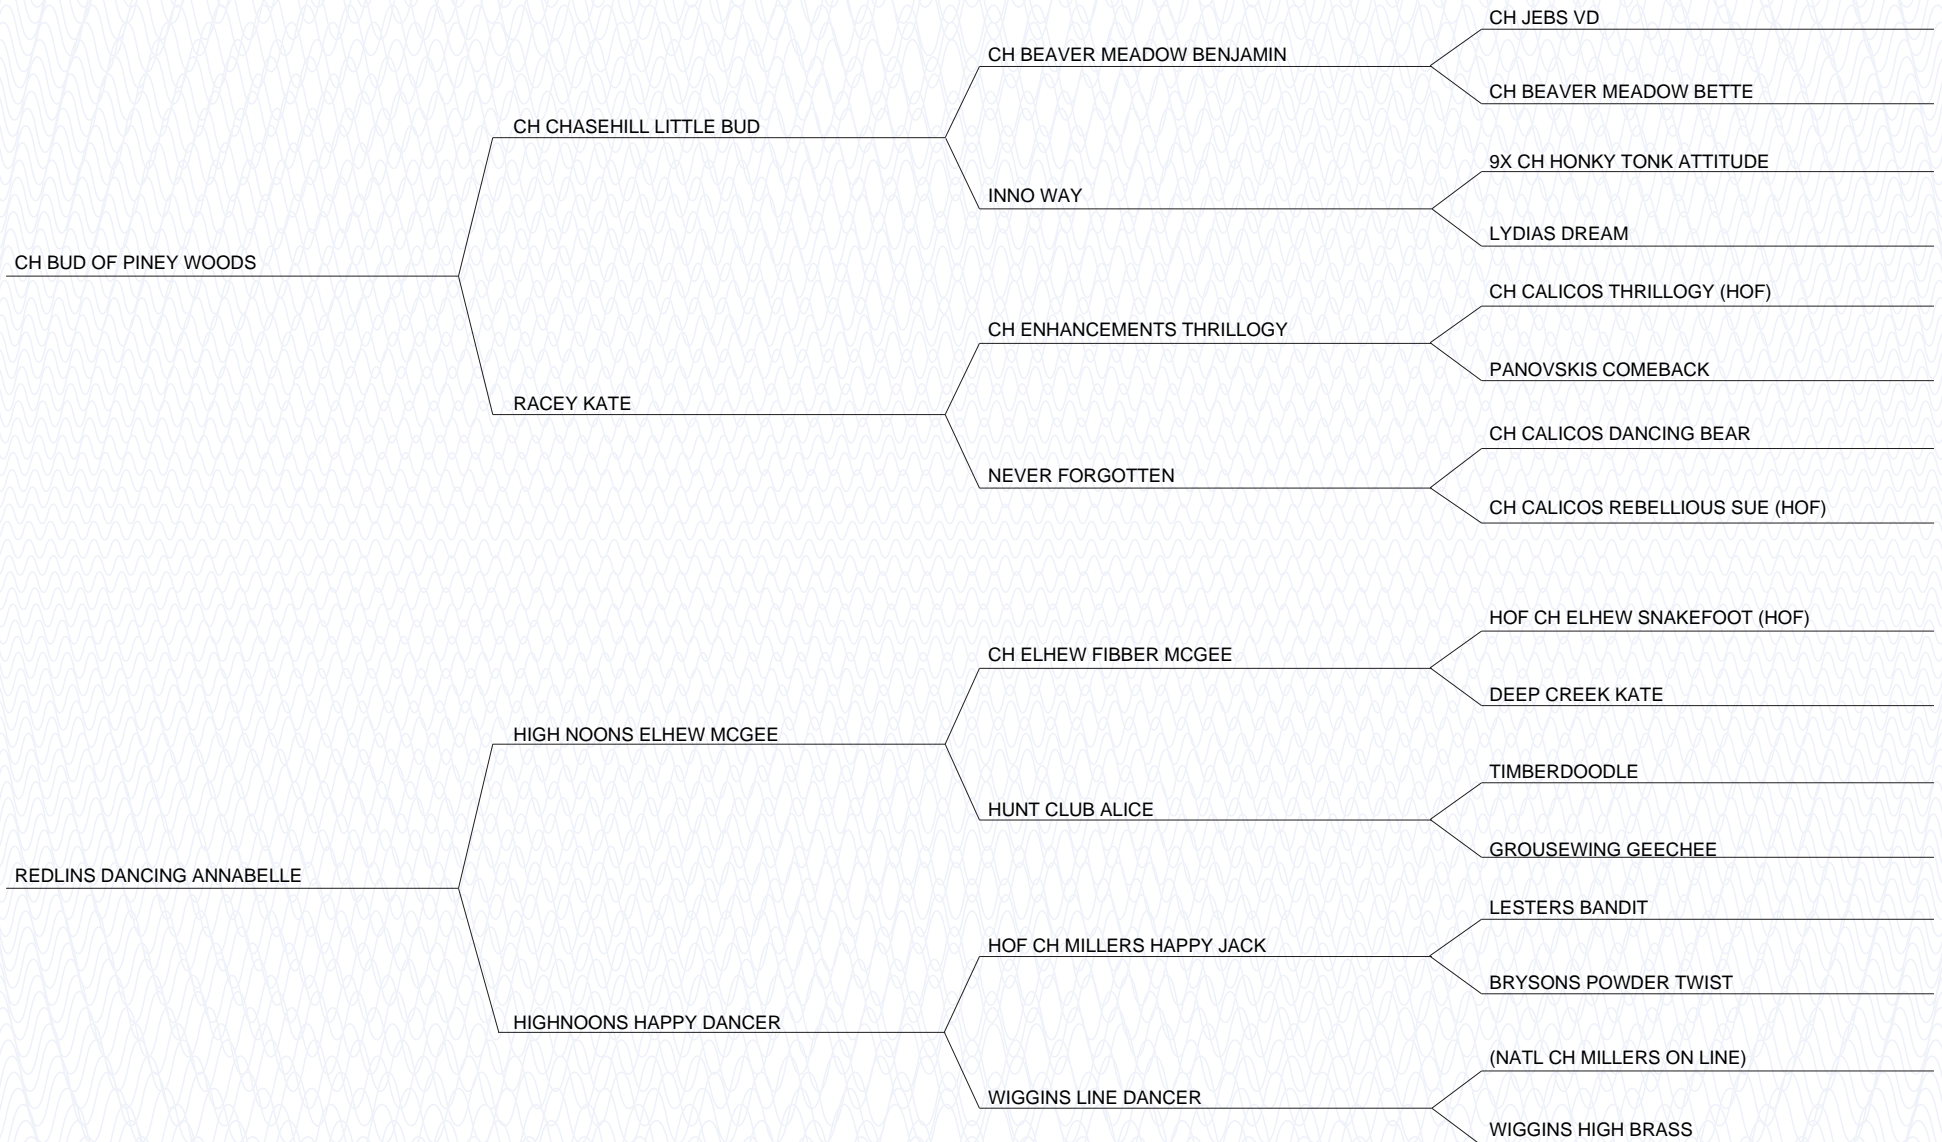 CH JEBS VD
CH BEAVER MEADOW BENJAMIN
CH BEAVER MEADOW BETTE
CH CHASEHILL LITTLE BUD
9X CH HONKY TONK ATTITUDE
INNO WAY
LYDIAS DREAM
CH BUD OF PINEY WOODS
CH CALICOS THRILLOGY (HOF)
CH ENHANCEMENTS THRILLOGY
PANOVSKIS COMEBACK
RACEY KATE
CH CALICOS DANCING BEAR
NEVER FORGOTTEN
CH CALICOS REBELLIOUS SUE (HOF)
HOF CH ELHEW SNAKEFOOT (HOF)
CH ELHEW FIBBER MCGEE
DEEP CREEK KATE
HIGH NOONS ELHEW MCGEE
TIMBERDOODLE
HUNT CLUB ALICE
GROUSEWING GEECHEE
REDLINS DANCING ANNABELLE
LESTERS BANDIT
HOF CH MILLERS HAPPY JACK
BRYSONS POWDER TWIST
HIGHNOONS HAPPY DANCER
(NATL CH MILLERS ON LINE)
WIGGINS LINE DANCER
WIGGINS HIGH BRASS